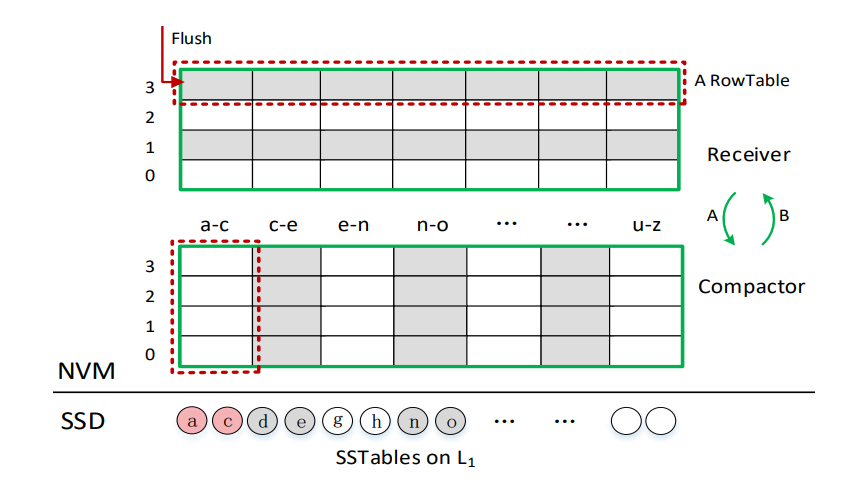 Flush
3
A RowTable
2
1
Receiver
0
A
B
a-c c-e e-n n-o ... ... u-z
3
2
Compactor
1
0
NVM
SSD
a c d e g h n o ... ...
SSTables on L1